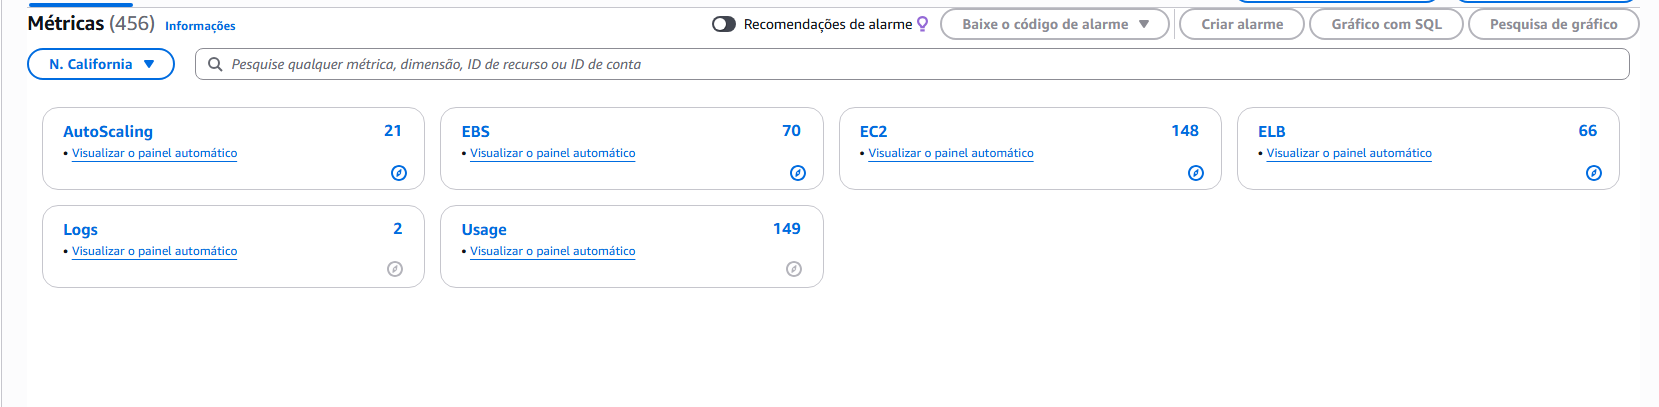 Métricas (456) Informações Recomendações de alarme Baixe o código de alarme Criar alarme Gráfico com SQL Pesquisa de gráfico
N. California Pesquise qualquer métrica, dimensão, ID de recurso ou ID de conta
AutoScaling 21
• Visualizar o painel automático
EBS 70
• Visualizar o painel automático
EC2 148
• Visualizar o painel automático
ELB 66
• Visualizar o painel automático
Logs 2
• Visualizar o painel automático
Usage 149
• Visualizar o painel automático